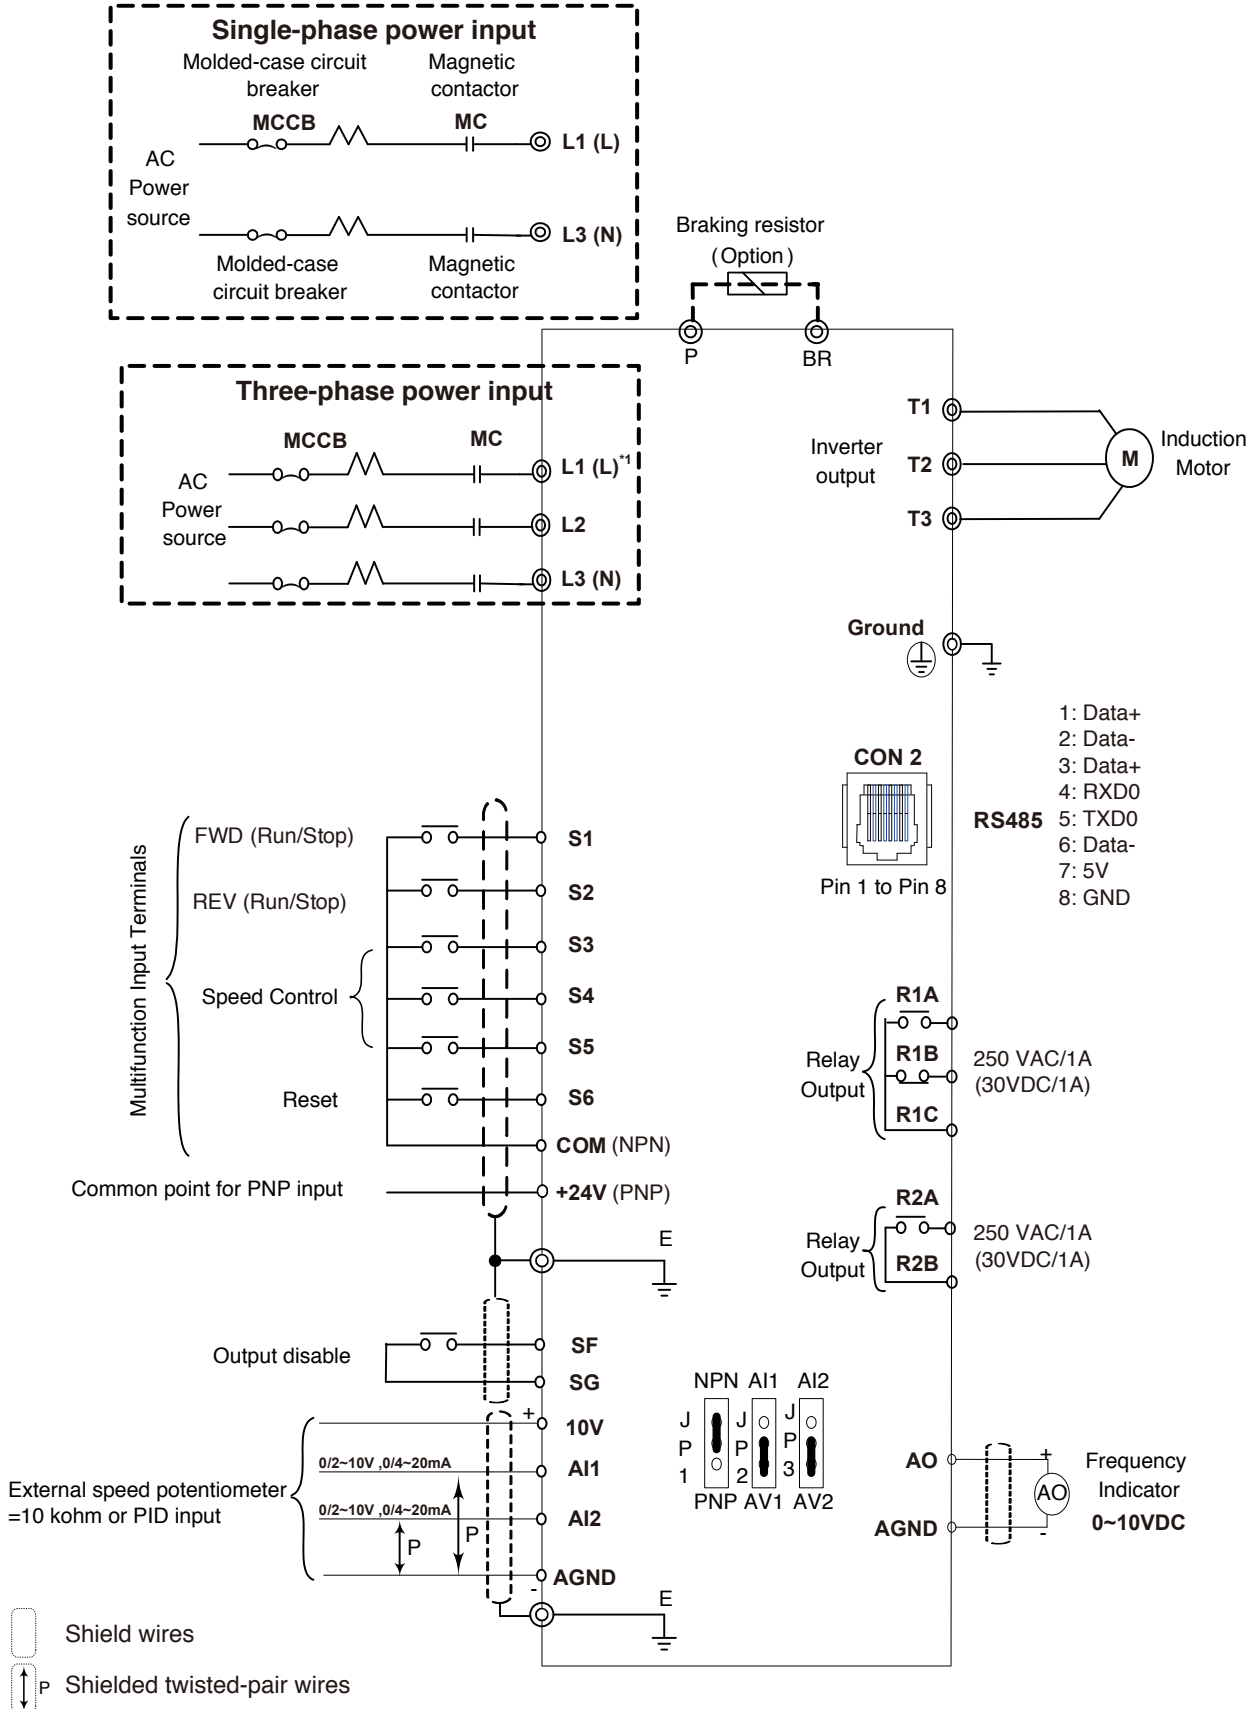 Single-phase power input
Molded-case circuit
breaker
Magnetic
contactor
MCCB
MC
L1 (L)
AC
Power
source
L3 (N)
Molded-case
circuit breaker
Magnetic
contactor
Braking resistor
(Option)
P
BR
Three-phase power input
MCCB
MC
L1 (L)*1
AC
Power
source
L2
L3 (N)
T1
Inverter
output
T2
T3
M
Induction
Motor
Ground
CON 2
Pin 1 to Pin 8
RS485
1: Data+
2: Data-
3: Data+
4: RXD0
5: TXD0
6: Data-
7: 5V
8: GND
Multifunction Input Terminals
FWD (Run/Stop)
S1
REV (Run/Stop)
S2
S3
Speed Control
S4
S5
Reset
S6
COM (NPN)
Common point for PNP input
+24V (PNP)
E
Relay
Output
R1A
R1B
R1C
250 VAC/1A
(30VDC/1A)
Relay
Output
R2A
R2B
250 VAC/1A
(30VDC/1A)
Output disable
SF
SG
External speed potentiometer
=10 kohm or PID input
+
10V
0/2~10V ,0/4~20mA
AI1
0/2~10V ,0/4~20mA
AI2
P
P
AGND
-
E
NPN AI1 AI2
J J J
P P P
1 2 3
PNP AV1 AV2
AO
+
AO
AGND
-
Frequency
Indicator
0~10VDC
Shield wires
P
Shielded twisted-pair wires